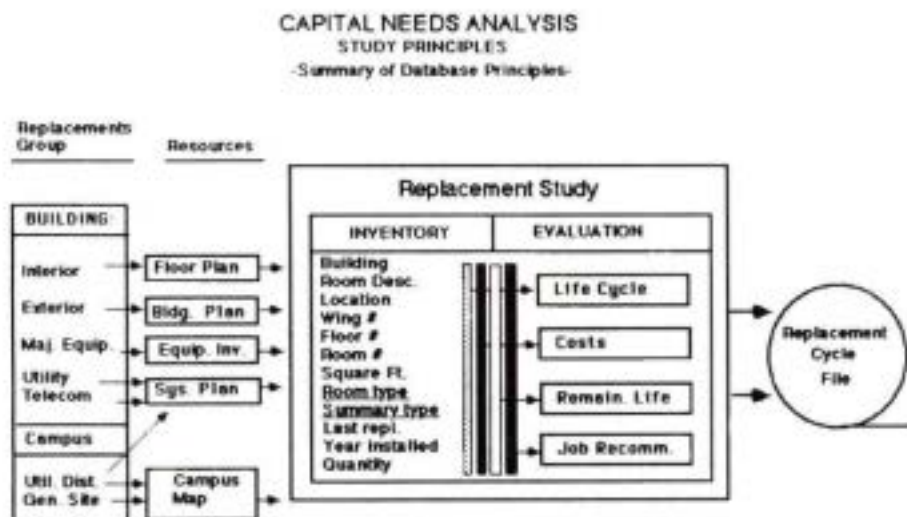 CAPITAL NEEDS ANALYSIS
STUDY PRINCIPLES
-Summary of Database Principles-
Replacements
Group
Resources
BUILDING
Interior
Exterior
Maj. Equip.
Utility
Telecom
Campus
Util. Dist.
Gen. Site
Floor Plan
Bldg. Plan
Equip. Inv.
Sys. Plan
Campus
Map
Replacement Study
INVENTORY
Building
Room Desc.
Location
Wing #
Floor #
Room #
Square Ft.
Room type
Summary type
Last repl.
Year installed
Quantity
EVALUATION
Life Cycle
Costs
Remain. Life
Job Recomm.
Replacement
Cycle
File